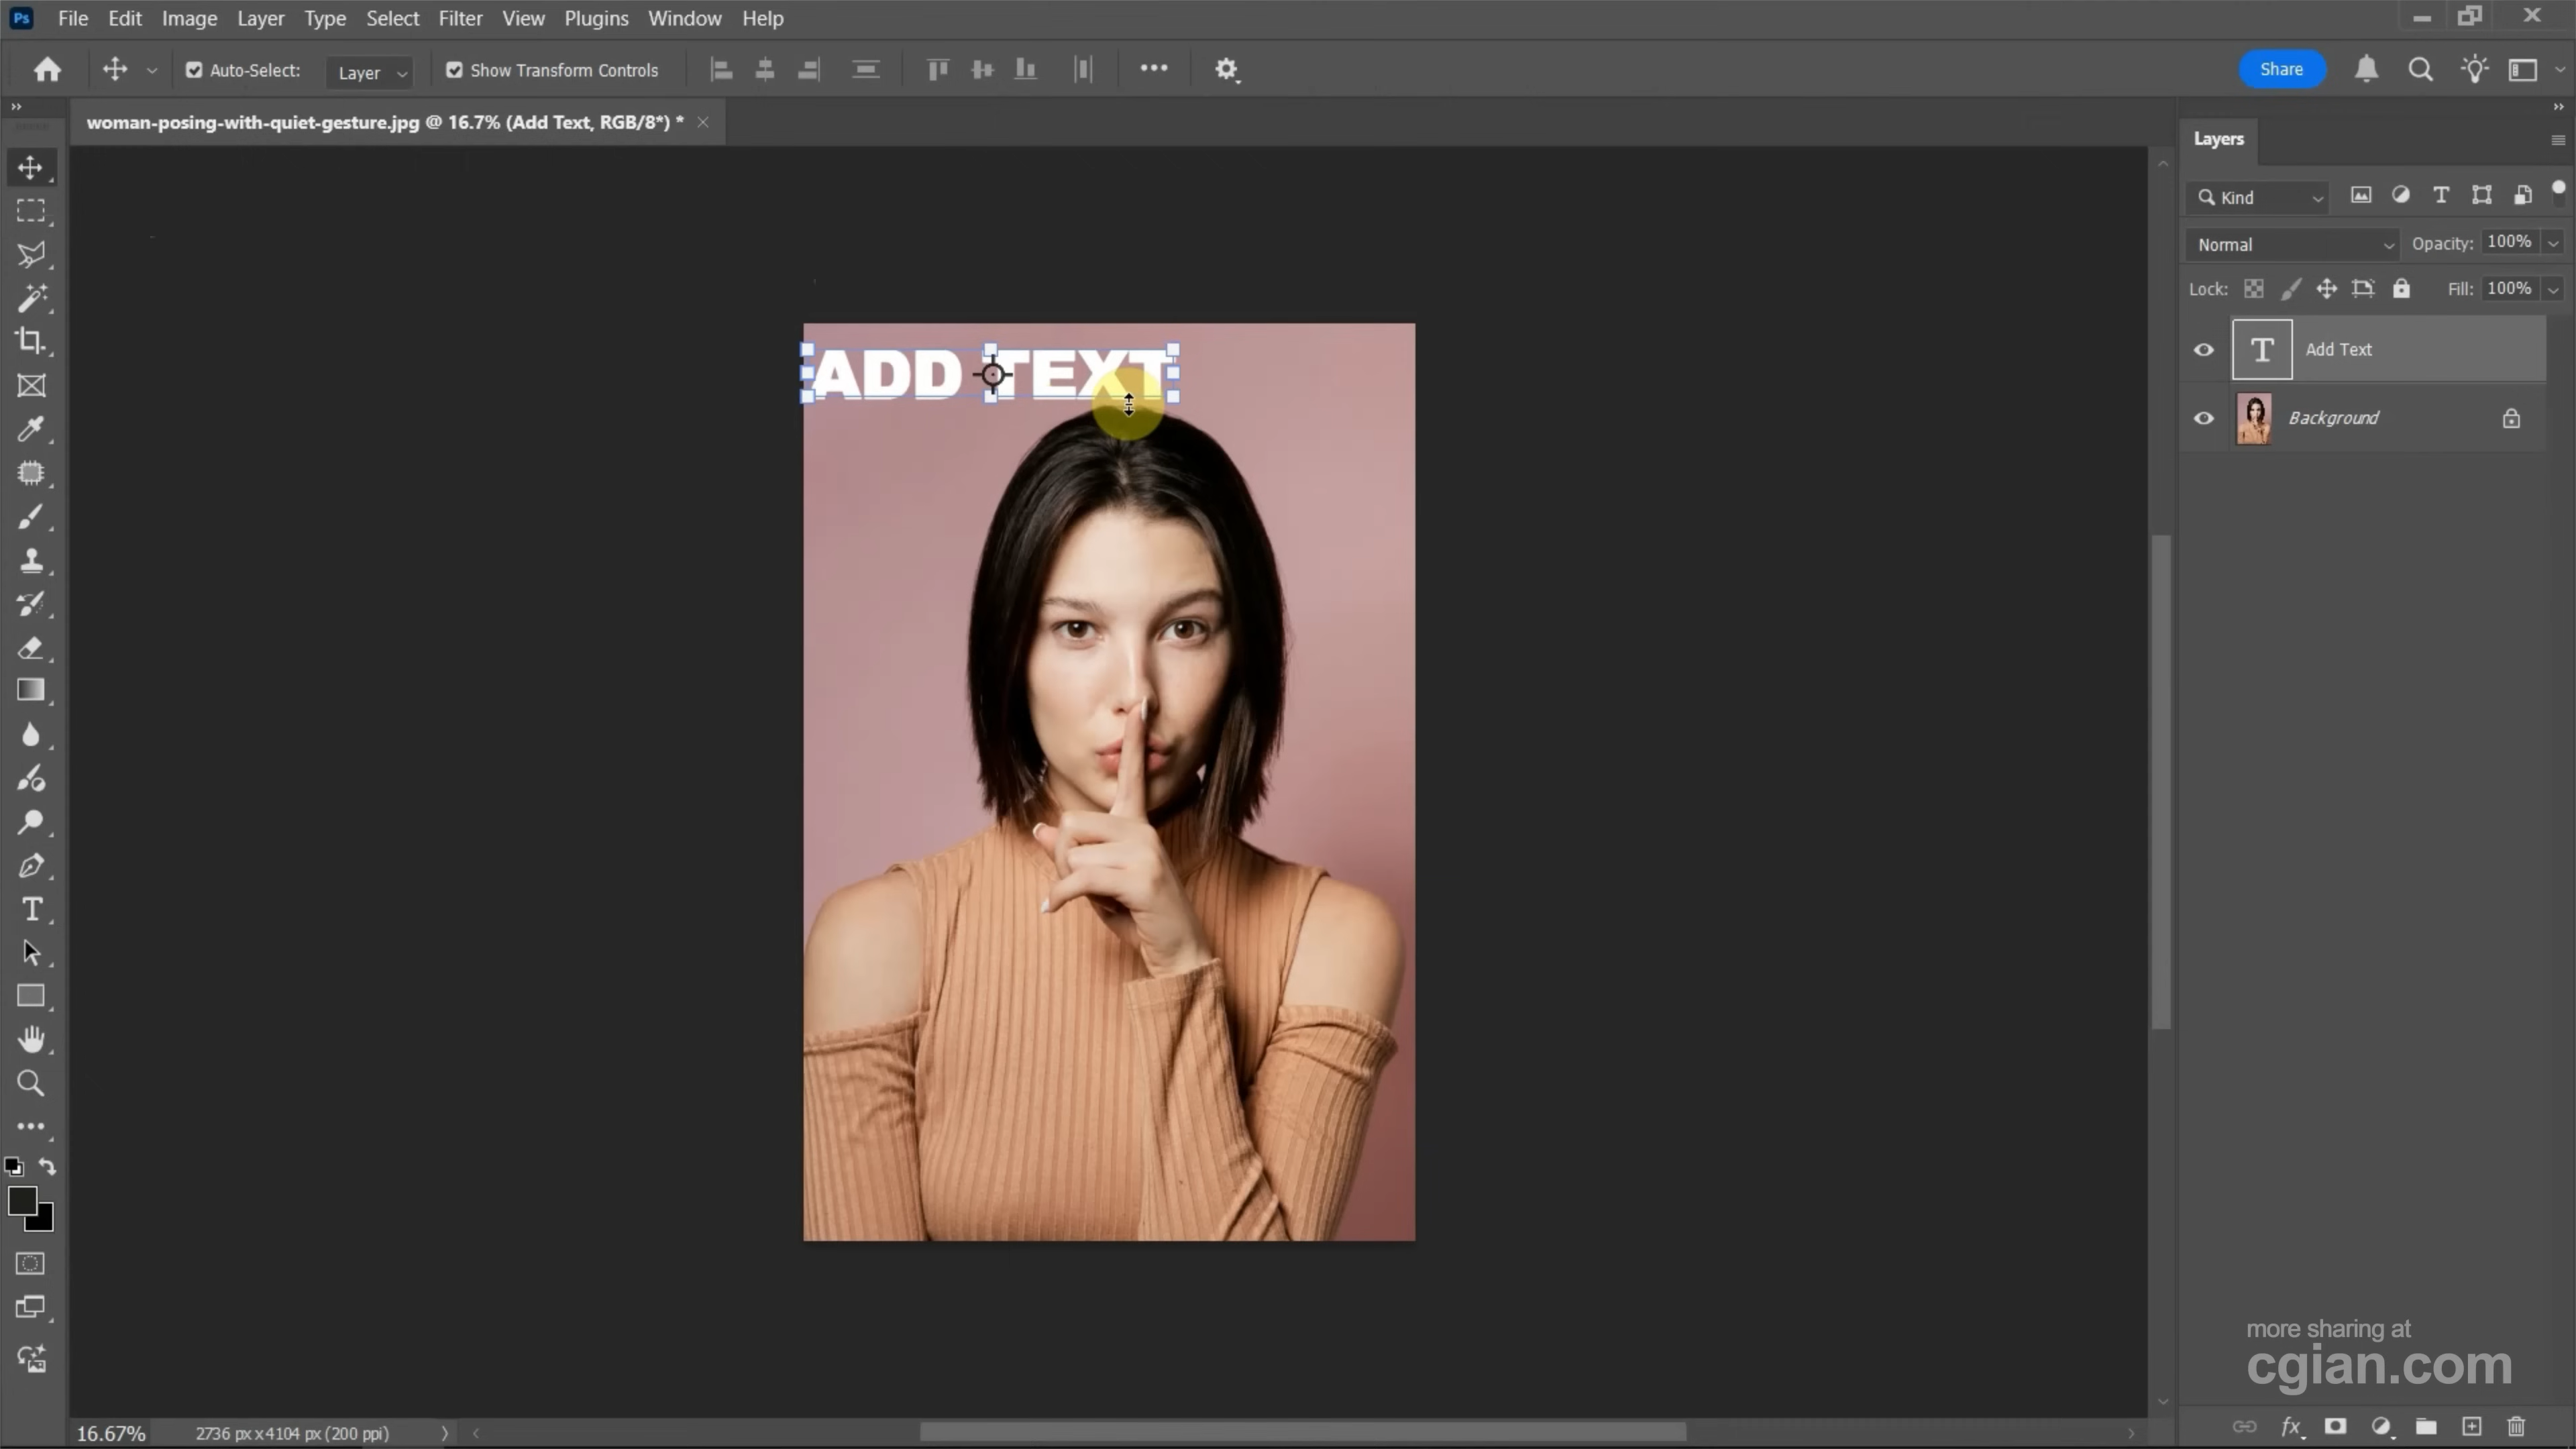 Ps File Edit Image Layer Type Select Filter View Plugins Window Help
Auto-Select: Layer Show Transform Controls Share
woman-posing-with-quiet-gesture.jpg @ 16.7% (Add Text, RGB/8*) *
Layers
Kind
Normal Opacity: 100%
Lock: Fill: 100%
ADD TEXT
T Add Text
Background
more sharing at
cgian.com
16.67% 2736 px x 4104 px (200 ppi)
fx